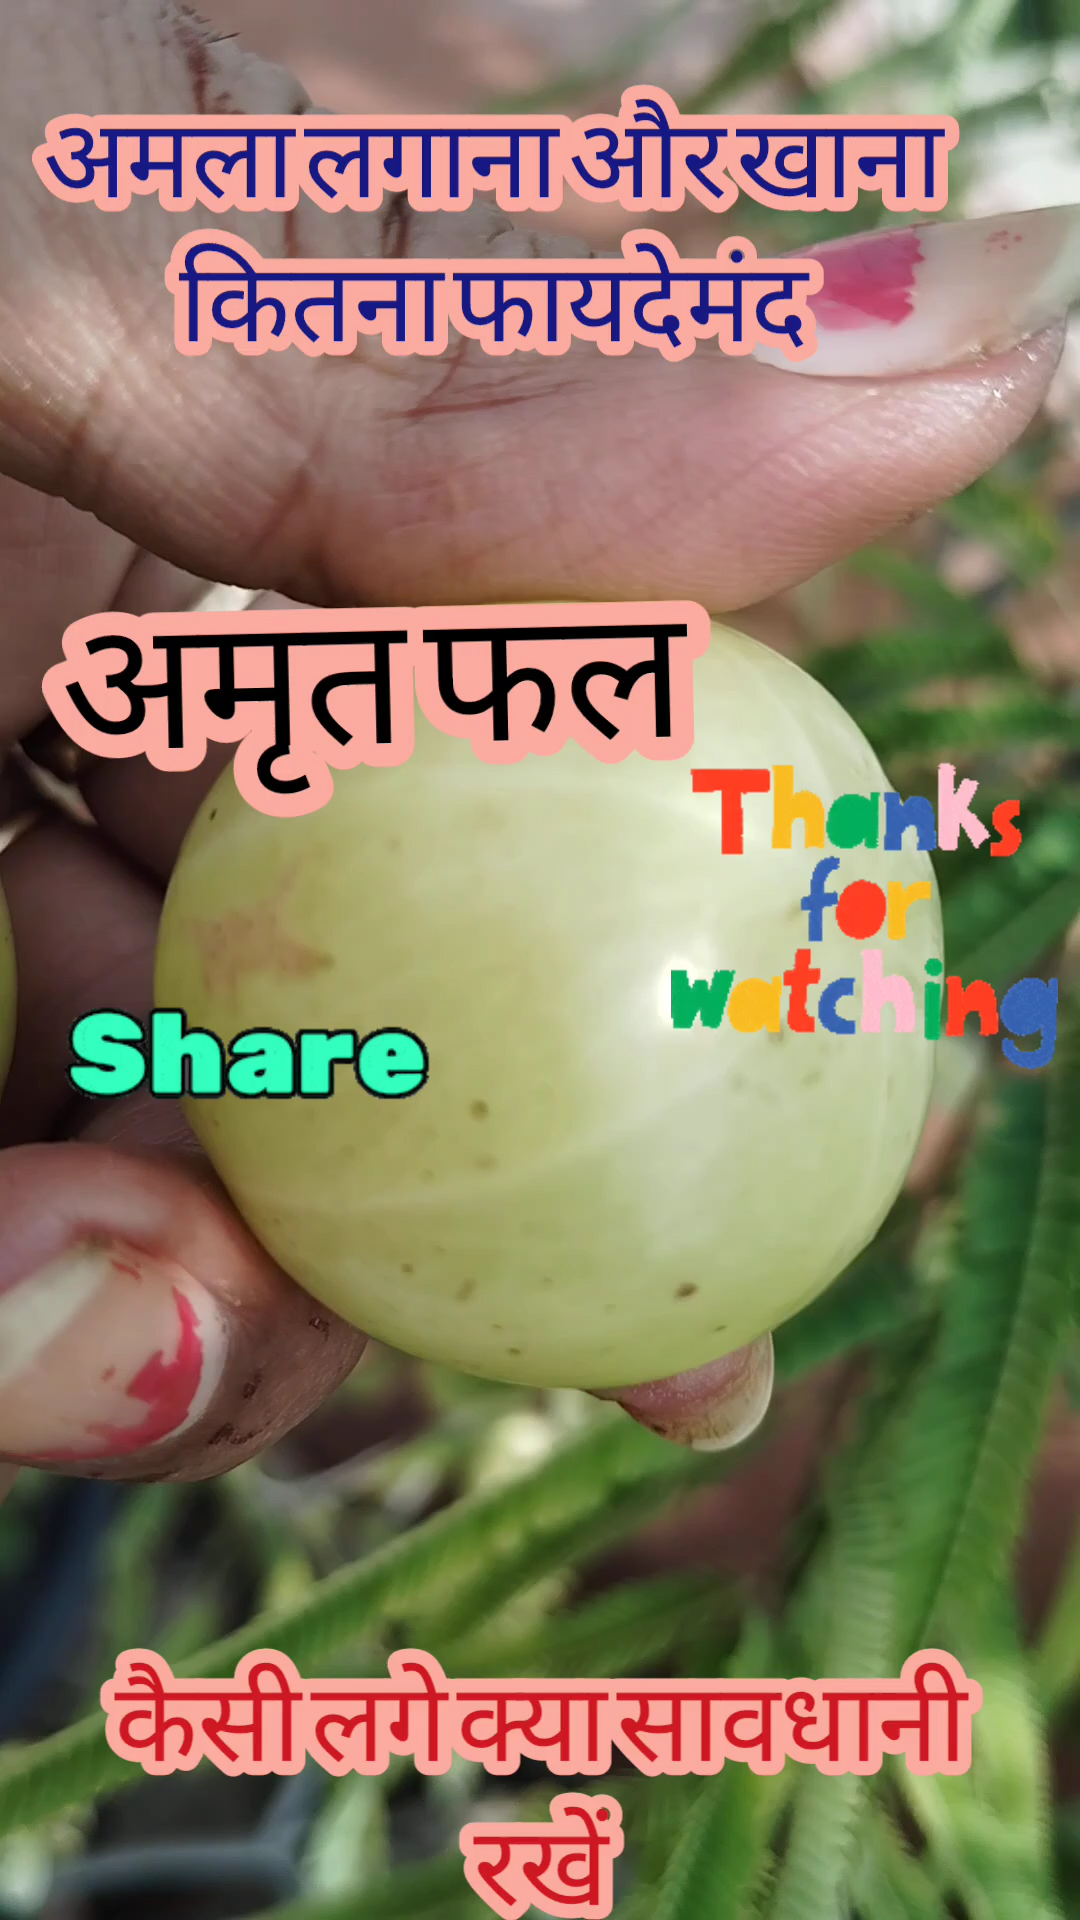 अमला लगाना और खाना
कितना फायदेमंद
अमृत फल
Thanks
for
watching
Share
कैसी लगे क्या सावधानी
रखें